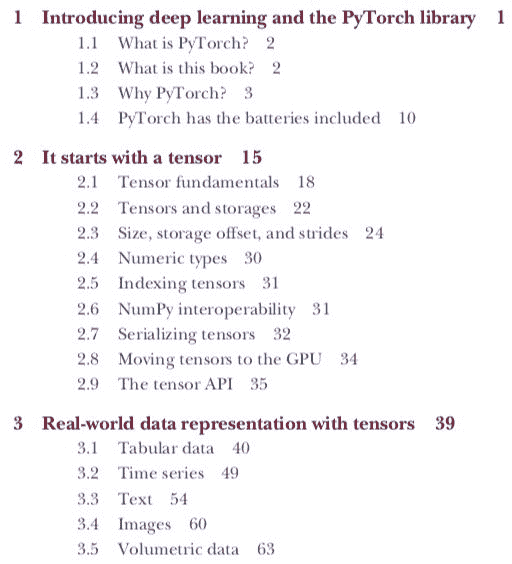 1 Introducing deep learning and the PyTorch library 1
1.1 What is PyTorch? 2
1.2 What is this book? 2
1.3 Why PyTorch? 3
1.4 PyTorch has the batteries included 10
2 It starts with a tensor 15
2.1 Tensor fundamentals 18
2.2 Tensors and storages 22
2.3 Size, storage offset, and strides 24
2.4 Numeric types 30
2.5 Indexing tensors 31
2.6 NumPy interoperability 31
2.7 Serializing tensors 32
2.8 Moving tensors to the GPU 34
2.9 The tensor API 35
3 Real-world data representation with tensors 39
3.1 Tabular data 40
3.2 Time series 49
3.3 Text 54
3.4 Images 60
3.5 Volumetric data 63